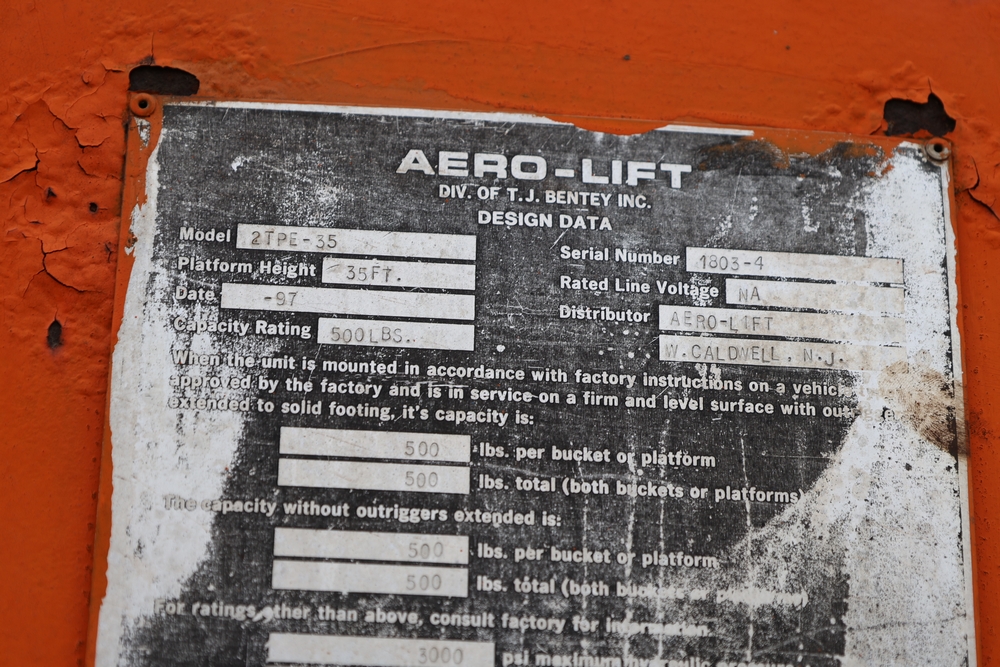 AERO-LIFT
DIV. OF T.J. BENTEY INC.
DESIGN DATA
Model 2TPE-35
Serial Number 1803-4
Platform Height 35FT.
Rated Line Voltage NA
Date -97
Distributor AERO-LIFT
Capacity Rating 500LBS.
W.CALDWELL, N.J.
When the unit is mounted in accordance with factory instructions on a
approved by the factory and is in service on a firm and level surface with
extended to solid footing, it's capacity is:
500 lbs. per bucket or platform
500 lbs. total (both buckets or platforms)
The capacity without outriggers extended is:
500 lbs. per bucket or platform
500 lbs. total (both buckets or platforms)
For ratings other than above, consult factory for information.
3000 psi maximum hydraulic